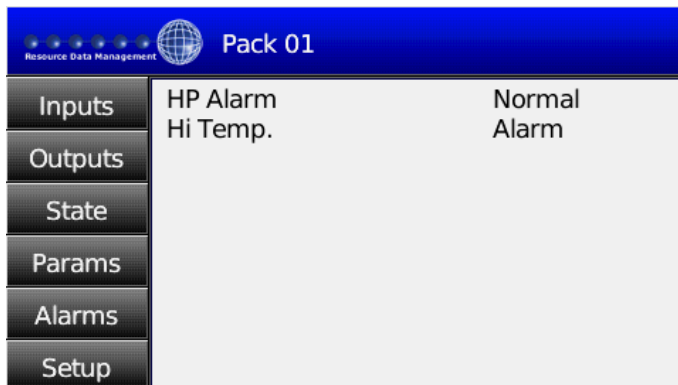 Resource Data Management
Pack 01
Inputs
Outputs
State
Params
Alarms
Setup
HP Alarm Normal
Hi Temp. Alarm